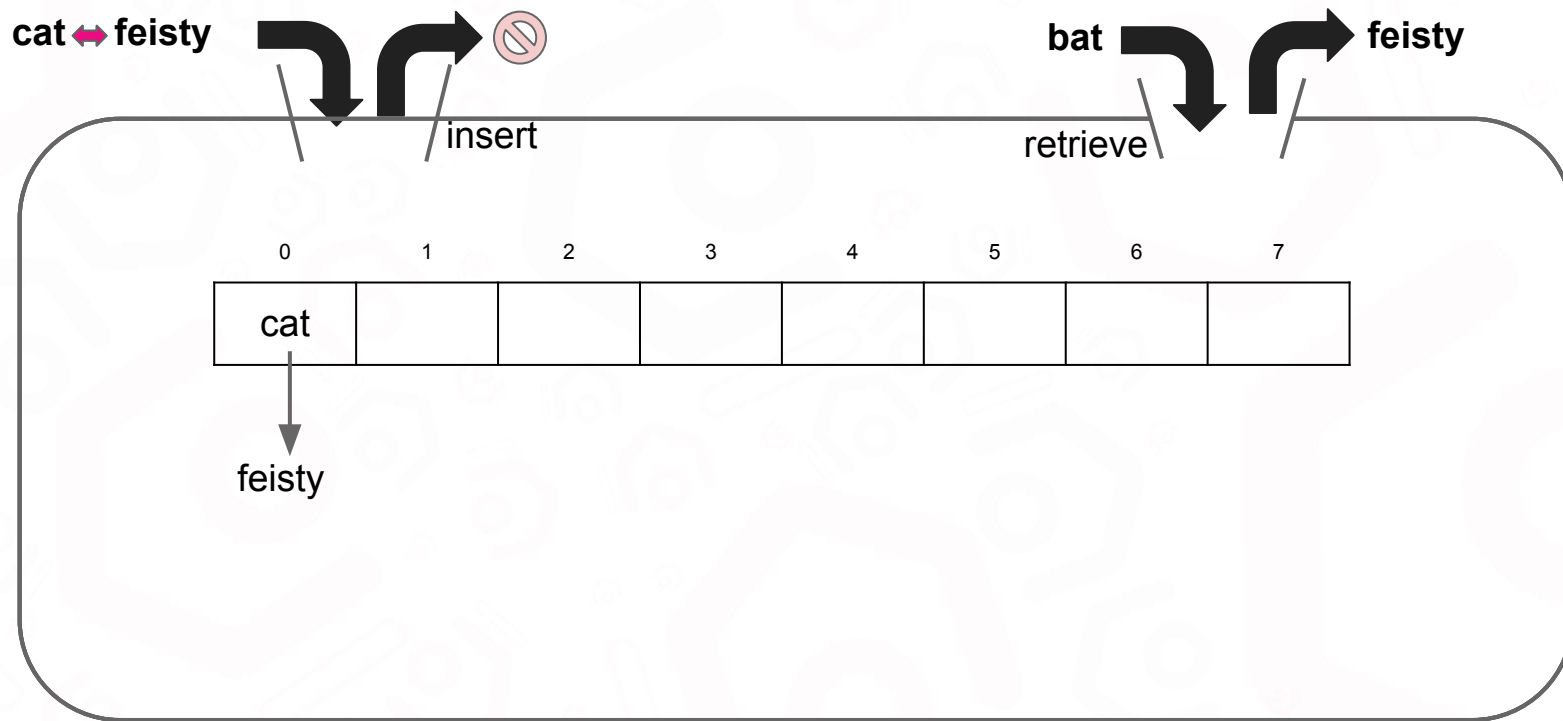 cat feisty
bat feisty
insert
retrieve
0 1 2 3 4 5 6 7
cat
feisty